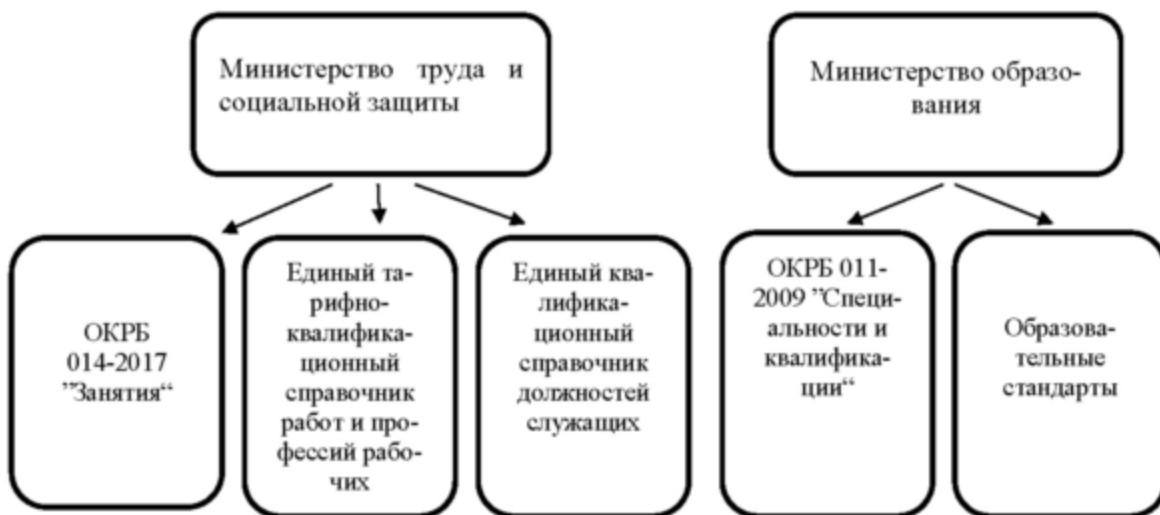 Министерство труда и
социальной защиты
Министерство образо-
вания
ОКРБ
014-2017
”Занятия“
Единый та-
рифно-
квалифика-
ционный
справочник
работ и про-
фессий рабо-
чих
Единый ква-
лифика-
ционный
справочник
должностей
служащих
ОКРБ 011-
2009 ”Специ-
альности и
квалифика-
ции“
Образова-
тельные
стандарты